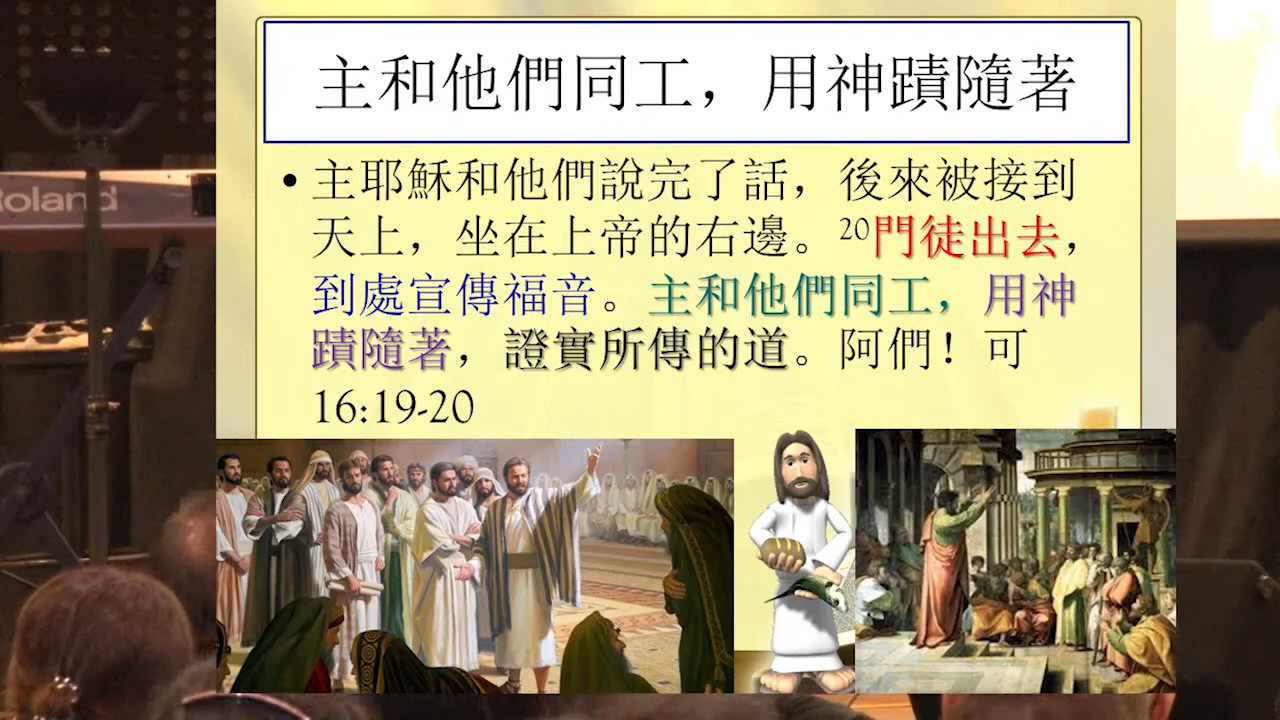 主和他們同工，用神蹟隨著
• 主耶穌和他們說完了話，後來被接到
天上，坐在上帝的右邊。20門徒出去，
到處宣傳福音。主和他們同工，用神
蹟隨著，證實所傳的道。阿們！可
16:19-20
Roland